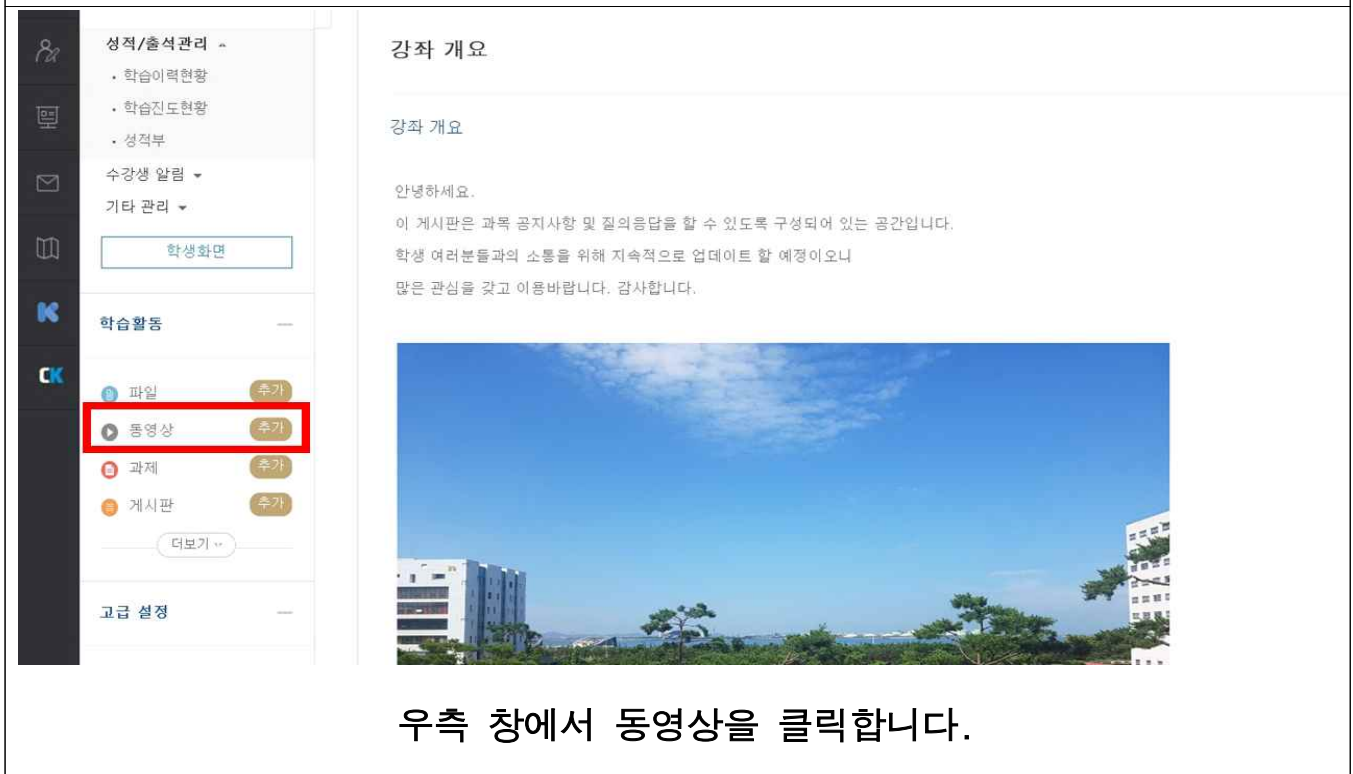 성적/출석관리
• 학습이력현황
• 학습진도현황
• 성적부
수강생 알림
기타 관리
학생화면
학습활동
파일 추가
동영상 추가
과제 추가
게시판 추가
더보기
고급 설정
CK
강좌 개요
강좌 개요
안녕하세요.
이 게시판은 과목 공지사항 및 질의응답을 할 수 있도록 구성되어 있는 공간입니다.
학생 여러분들과의 소통을 위해 지속적으로 업데이트 할 예정이오니
많은 관심을 갖고 이용바랍니다. 감사합니다.
우측 창에서 동영상을 클릭합니다.